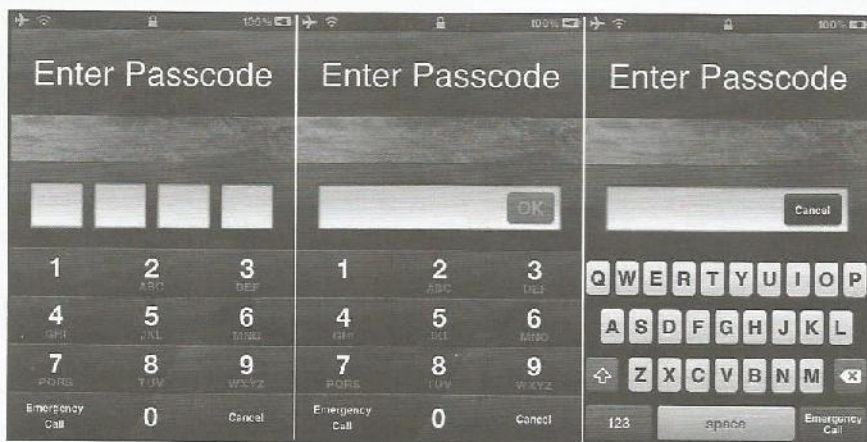 100%
Enter Passcode
1 2 3
ABC DEF
4 5 6
GHI JKL MNO
7 8 9
PQRS TUV WXYZ
Emergency Call 0 Cancel
100%
Enter Passcode
OK
1 2 3
ABC DEF
4 5 6
GHI JKL MNO
7 8 9
PQRS TUV WXYZ
Emergency Call 0 Cancel
100%
Enter Passcode
Cancel
Q W E R T Y U I O P
A S D F G H J K L
Z X C V B N M
123 space Emergency Call